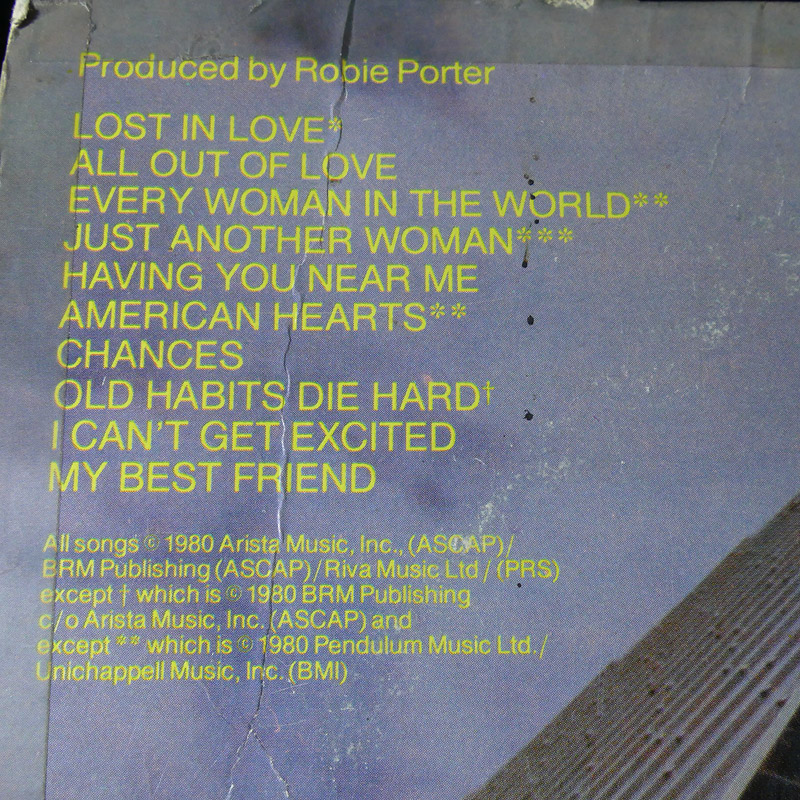 Produced by Robie Porter
LOST IN LOVE*
ALL OUT OF LOVE
EVERY WOMAN IN THE WORLD**
JUST ANOTHER WOMAN***
HAVING YOU NEAR ME
AMERICAN HEARTS**
CHANCES
OLD HABITS DIE HARD†
I CAN'T GET EXCITED
MY BEST FRIEND
All songs © 1980 Arista Music, Inc., (ASCAP)/
BRM Publishing (ASCAP)/Riva Music Ltd / (PRS)
except † which is © 1980 BRM Publishing
c/o Arista Music, Inc. (ASCAP) and
except ** which is © 1980 Pendulum Music Ltd./
Unichappell Music, Inc. (BMI)